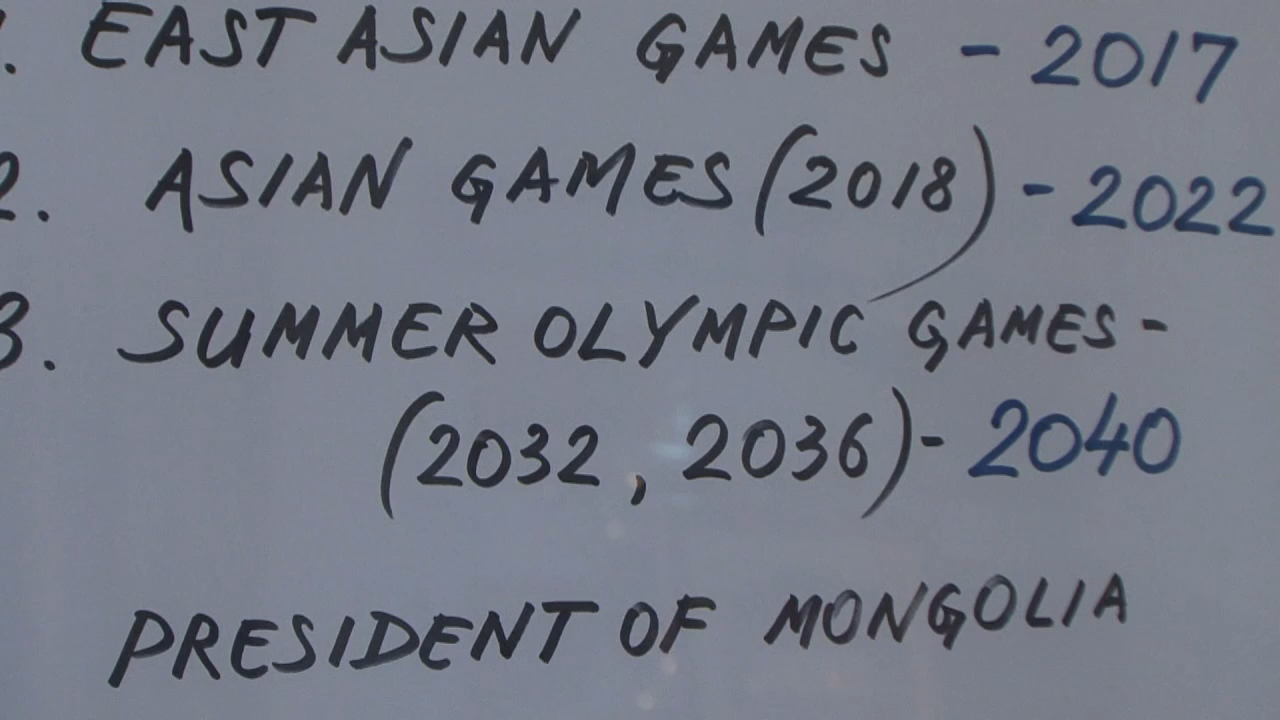 1. EAST ASIAN GAMES - 2017
2. ASIAN GAMES (2018) - 2022
3. SUMMER OLYMPIC GAMES -
(2032, 2036) - 2040
PRESIDENT OF MONGOLIA